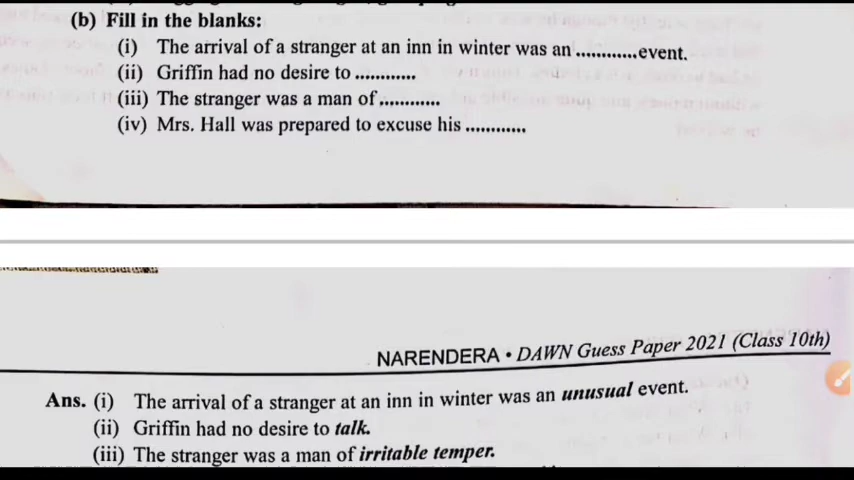 (b) Fill in the blanks:
(i) The arrival of a stranger at an inn in winter was an ............event.
(ii) Griffin had no desire to ............
(iii) The stranger was a man of............
(iv) Mrs. Hall was prepared to excuse his ............
NARENDERA • DAWN Guess Paper 2021 (Class 10th)
Ans. (i) The arrival of a stranger at an inn in winter was an unusual event.
(ii) Griffin had no desire to talk.
(iii) The stranger was a man of irritable temper.